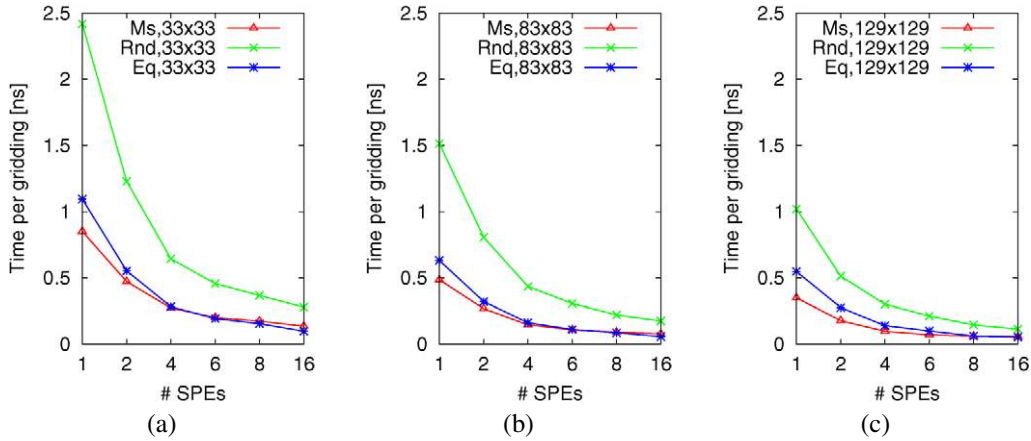 2.5
2
1.5
1
0.5
0
Time per gridding [ns]
Ms,33x33
Rnd,33x33
Eq,33x33
1 2 4 6 8 16
# SPEs
(a)
2.5
2
1.5
1
0.5
0
Time per gridding [ns]
Ms,83x83
Rnd,83x83
Eq,83x83
1 2 4 6 8 16
# SPEs
(b)
2.5
2
1.5
1
0.5
0
Time per gridding [ns]
Ms,129x129
Rnd,129x129
Eq,129x129
1 2 4 6 8 16
# SPEs
(c)